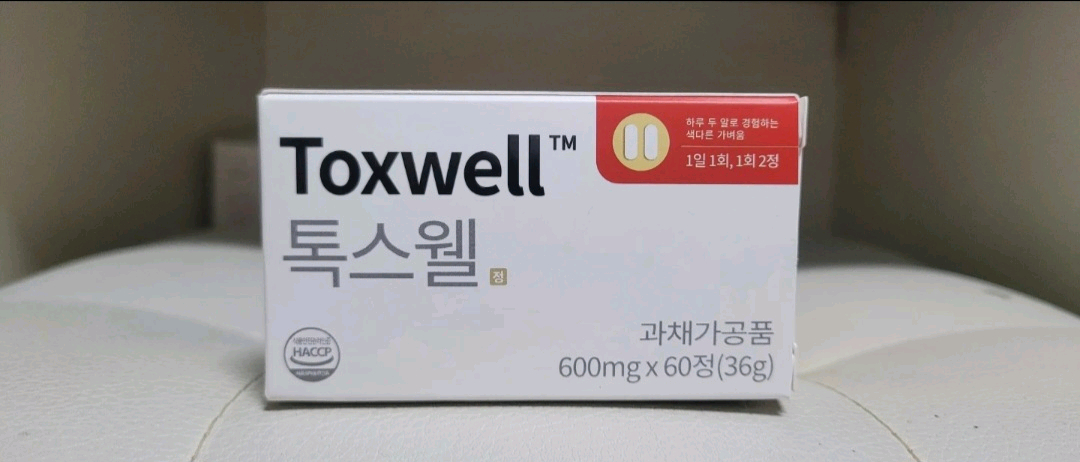 Toxwell™
하루 두 알로 경험하는
색다른 가벼움
1일 1회, 1회 2정
톡스웰 정
HACCP
과채가공품
600mg x 60정(36g)